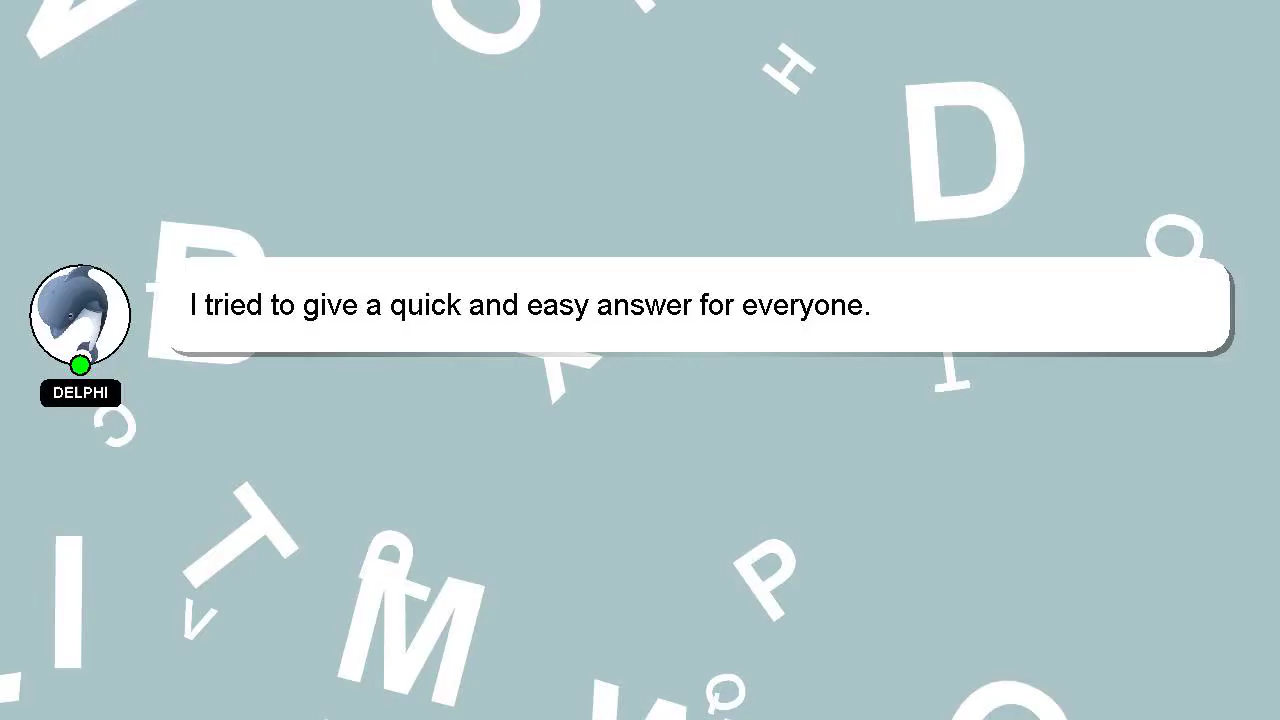 H
D
D
O
I tried to give a quick and easy answer for everyone.
DELPHI
C
I
T
V
P
M
Q